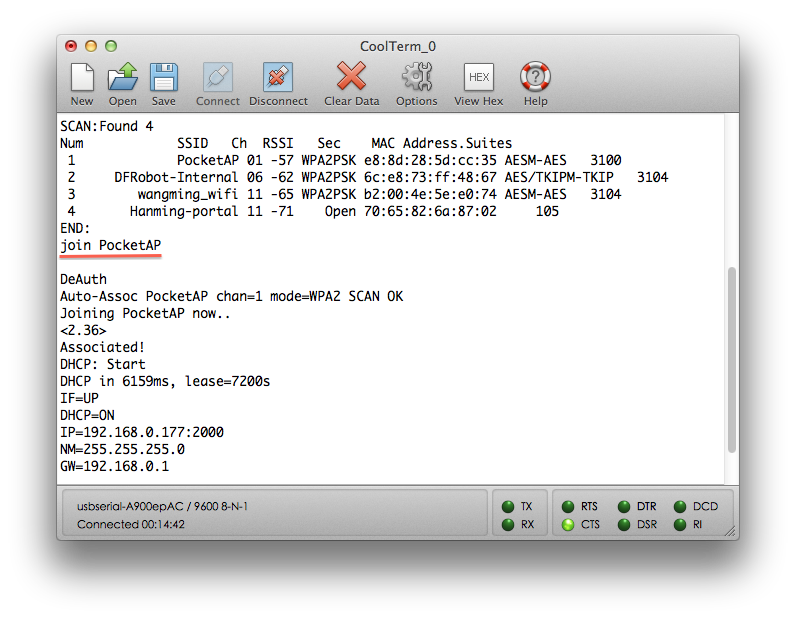 CoolTerm_0
New Open Save Connect Disconnect Clear Data Options HEX View Hex ? Help
SCAN:Found 4
Num SSID Ch RSSI Sec MAC Address.Suites
1 PocketAP 01 -57 WPA2PSK e8:8d:28:5d:cc:35 AESM-AES 3100
2 DFRobot-Internal 06 -62 WPA2PSK 6c:e8:73:ff:48:67 AES/TKIPM-TKIP 3104
3 wangming_wifi 11 -65 WPA2PSK b2:00:4e:5e:e0:74 AESM-AES 3104
4 Hanming-portal 11 -71 Open 70:65:82:6a:87:02 105
END:
join PocketAP
DeAuth
Auto-Assoc PocketAP chan=1 mode=WPA2 SCAN OK
Joining PocketAP now..
<2.36>
Associated!
DHCP: Start
DHCP in 6159ms, lease=7200s
IF=UP
DHCP=ON
IP=192.168.0.177:2000
NM=255.255.255.0
GW=192.168.0.1
usbserial-A900epAC / 9600 8-N-1 TX RTS DTR DCD
Connected 00:14:42 RX CTS DSR RI